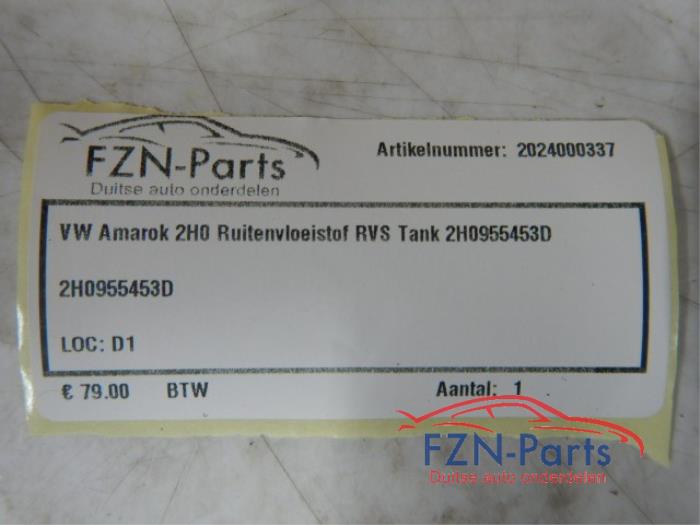 FZN-Parts
Duitse auto onderdelen
Artikelnummer: 2024000337
VW Amarok 2H0 Ruitenvloeistof RVS Tank 2H0955453D
2H0955453D
LOC: D1
€ 79.00 BTW Aantal: 1
FZN-Parts
Duitse auto onderdelen